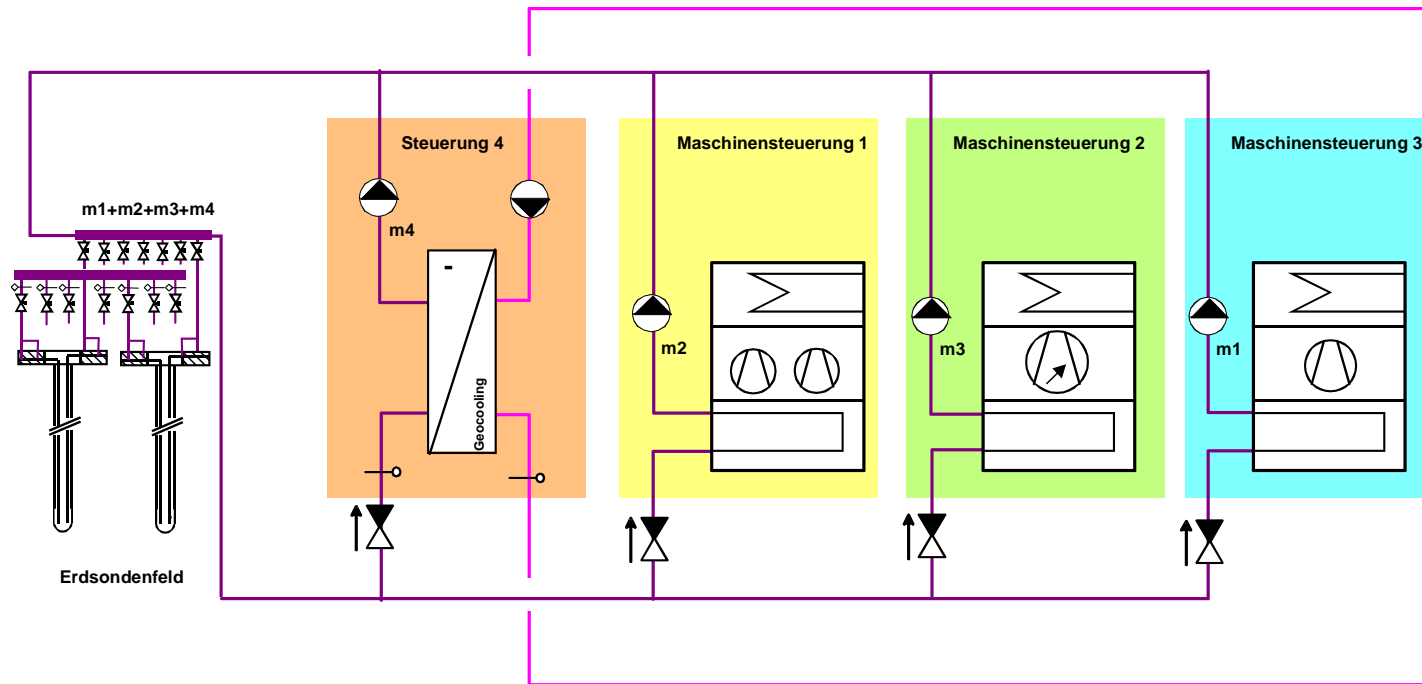 Steuerung 4
Maschinensteuerung 1
Maschinensteuerung 2
Maschinensteuerung 3
m1+m2+m3+m4
m4
-
Geocooling
m2
m3
m1
Erdsondenfeld